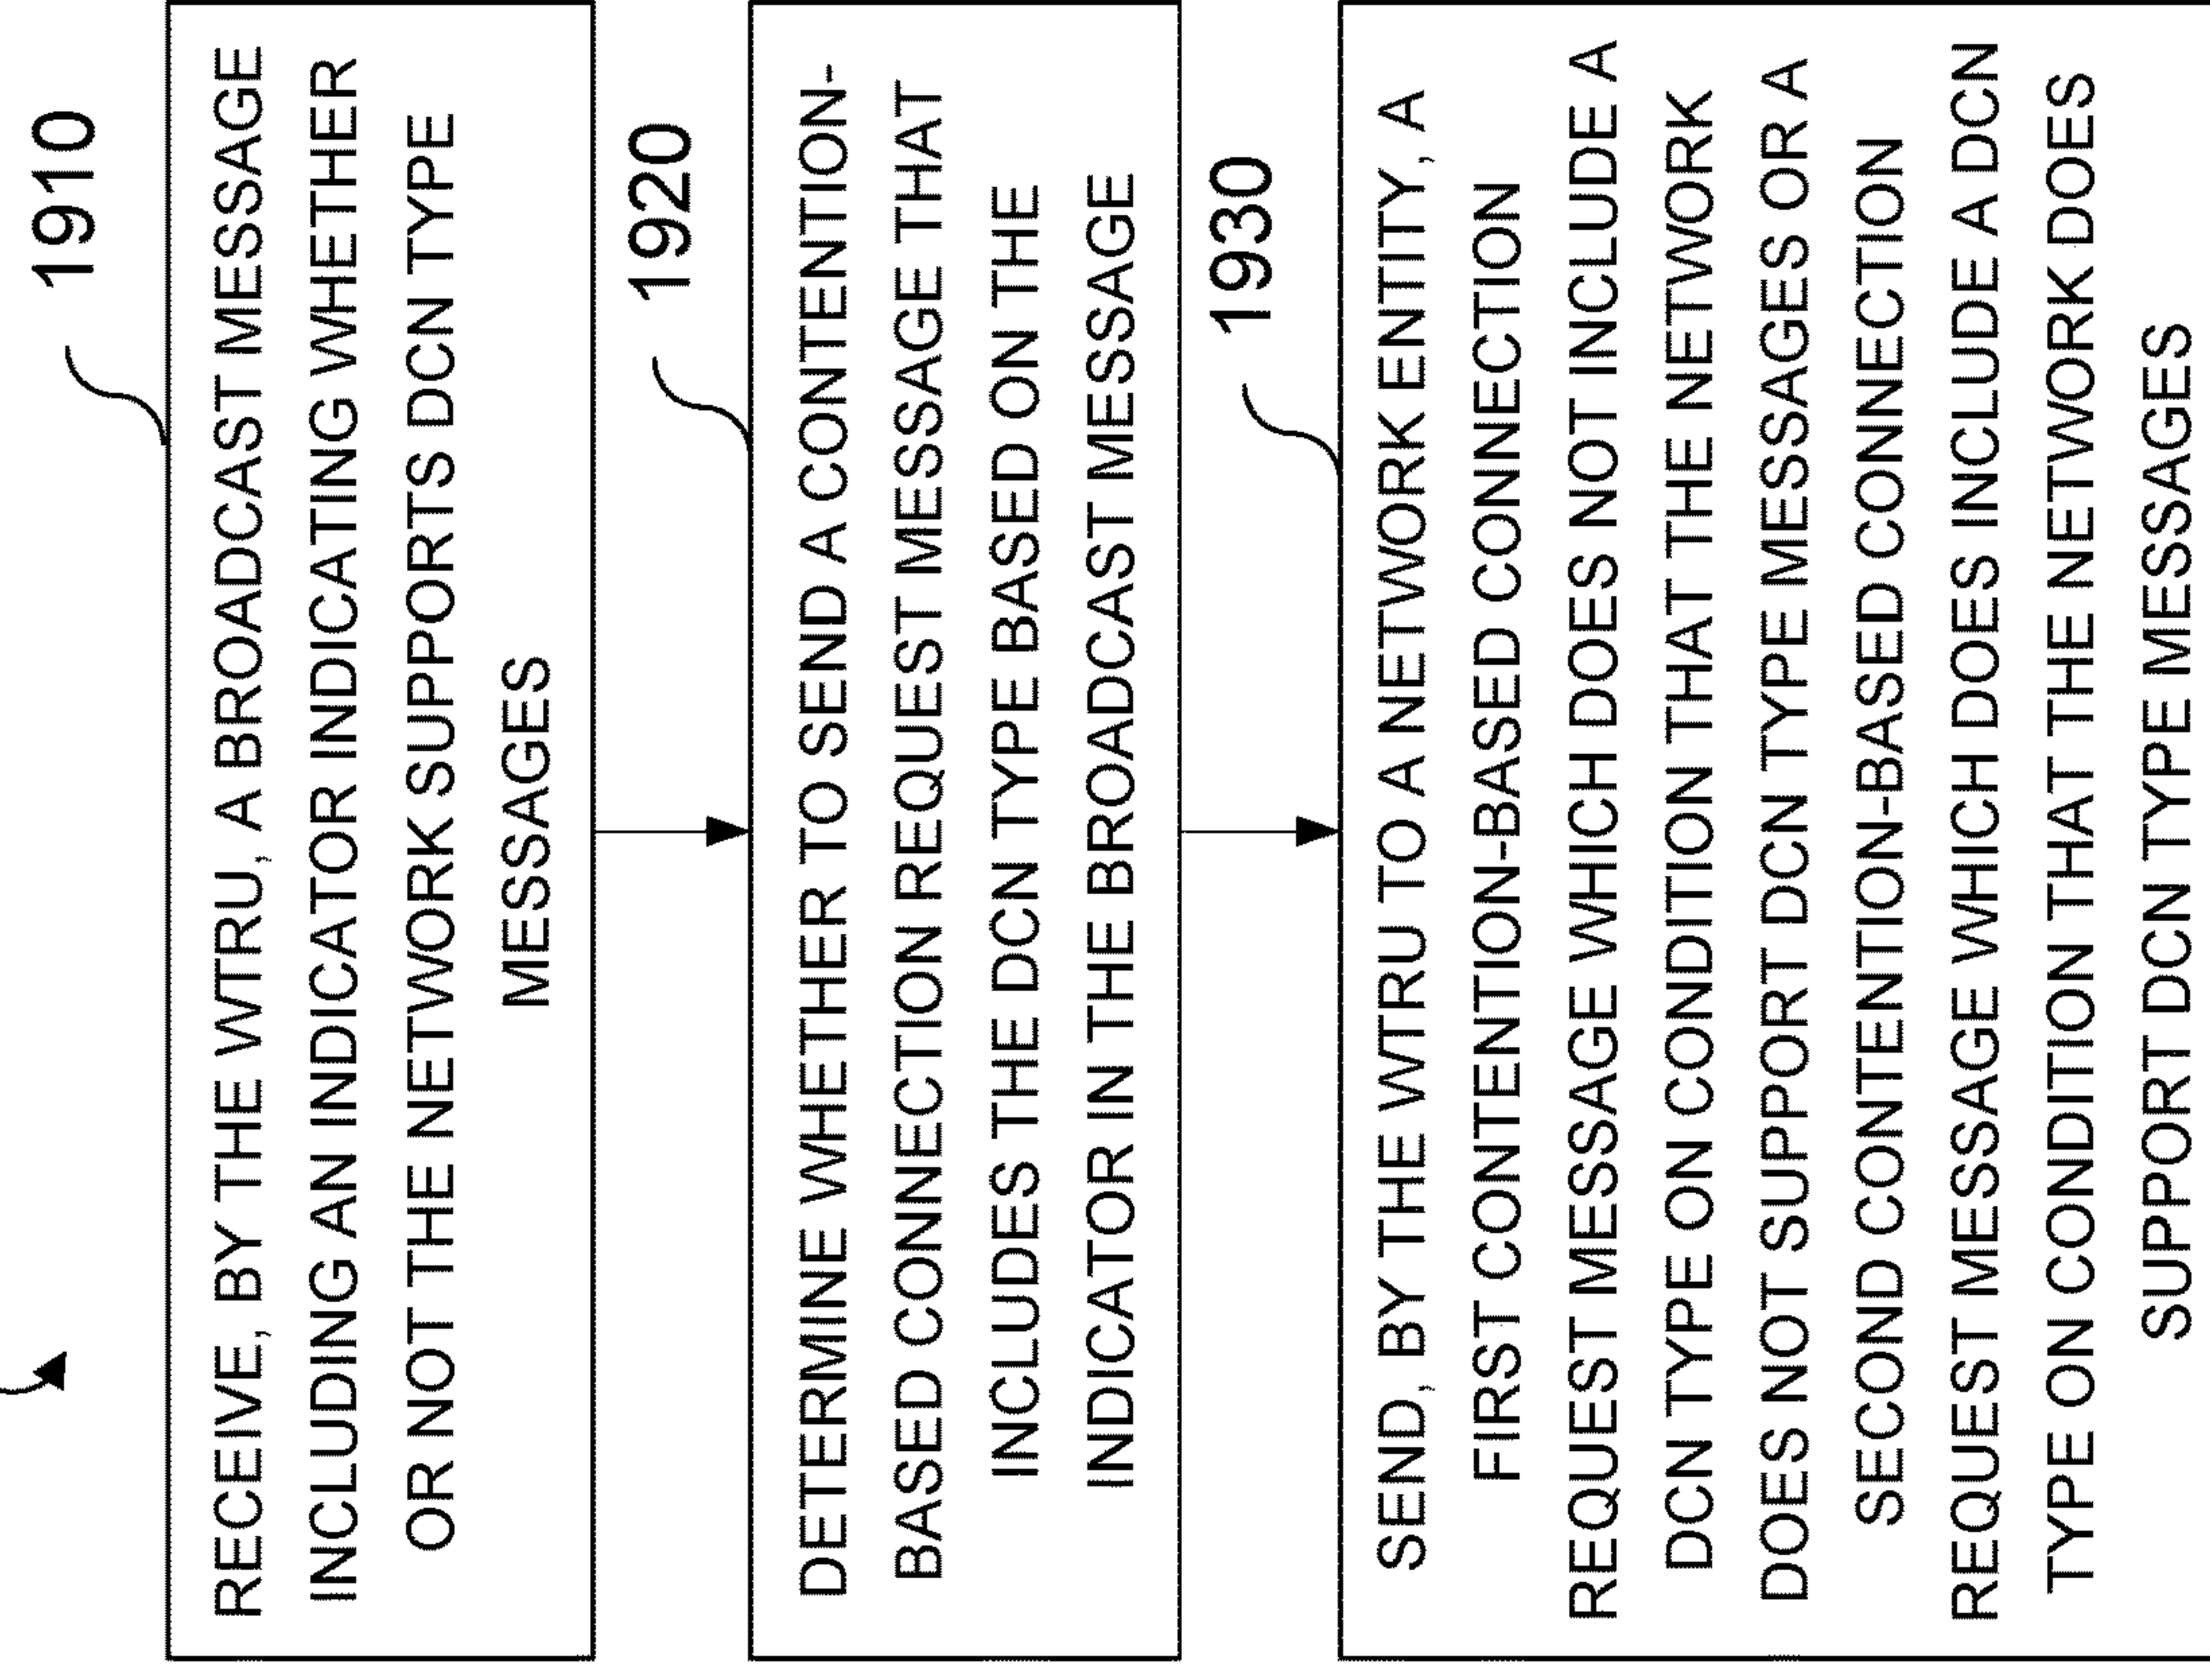 1910
RECEIVE, BY THE WTRU, A BROADCAST MESSAGE
INCLUDING AN INDICATOR INDICATING WHETHER
OR NOT THE NETWORK SUPPORTS DCN TYPE
MESSAGES
1920
DETERMINE WHETHER TO SEND A CONTENTION-
BASED CONNECTION REQUEST MESSAGE THAT
INCLUDES THE DCN TYPE BASED ON THE
INDICATOR IN THE BROADCAST MESSAGE
1930
SEND, BY THE WTRU TO A NETWORK ENTITY, A
FIRST CONTENTION-BASED CONNECTION
REQUEST MESSAGE WHICH DOES NOT INCLUDE A
DCN TYPE ON CONDITION THAT THE NETWORK
DOES NOT SUPPORT DCN TYPE MESSAGES OR A
SECOND CONTENTION-BASED CONNECTION
REQUEST MESSAGE WHICH DOES INCLUDE A DCN
TYPE ON CONDITION THAT THE NETWORK DOES
SUPPORT DCN TYPE MESSAGES